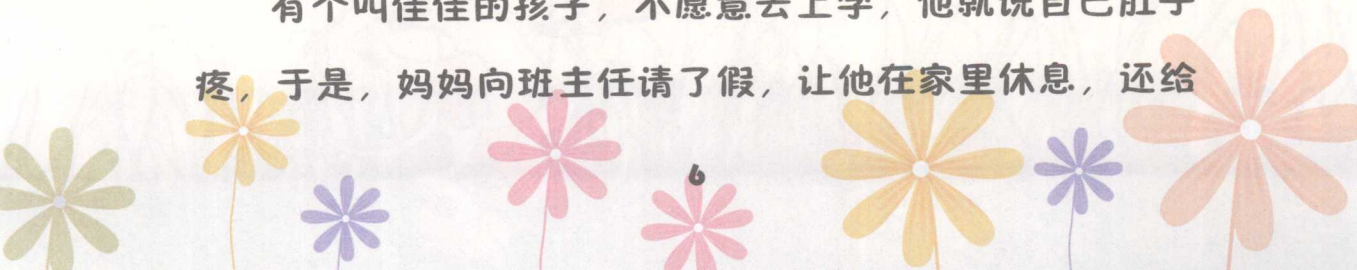 有个叫佳佳的孩子，不愿意去上学，他就说自己肚子
疼，于是，妈妈向班主任请了假，让他在家里休息，还给
6